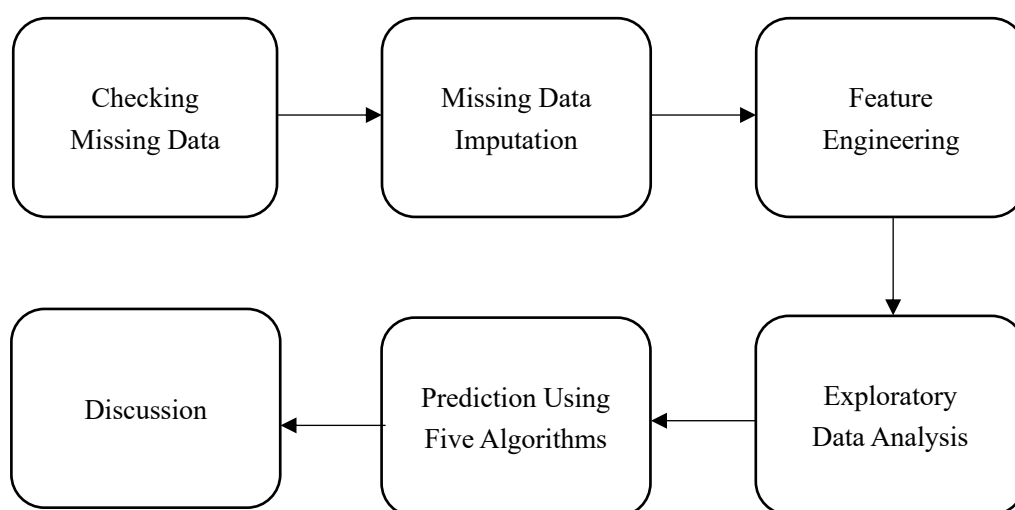 Checking
Missing Data
Missing Data
Imputation
Feature
Engineering
Exploratory
Data Analysis
Prediction Using
Five Algorithms
Discussion